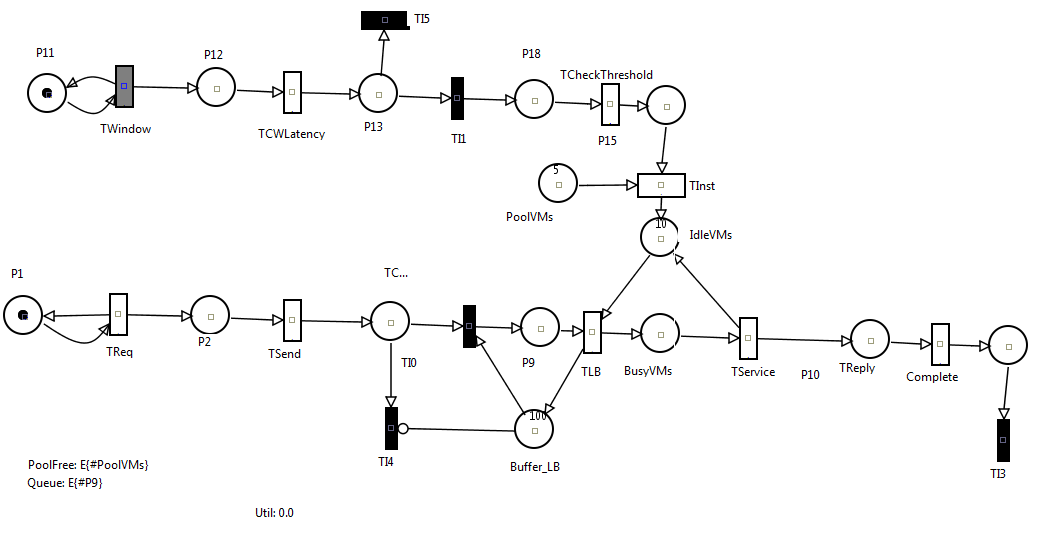 TI5
P11
P12
P18
TCheckThreshold
TWindow
TCWLatency
P13
TI1
P15
5
TInst
PoolVMs
10
IdleVMs
P1
TC...
TReq
P2
TSend
TI0
P9
TLB
BusyVMs
TService
P10
TReply
Complete
100
TI4
Buffer_LB
TI3
PoolFree: E{#PoolVMs}
Queue: E{#P9}
Util: 0.0